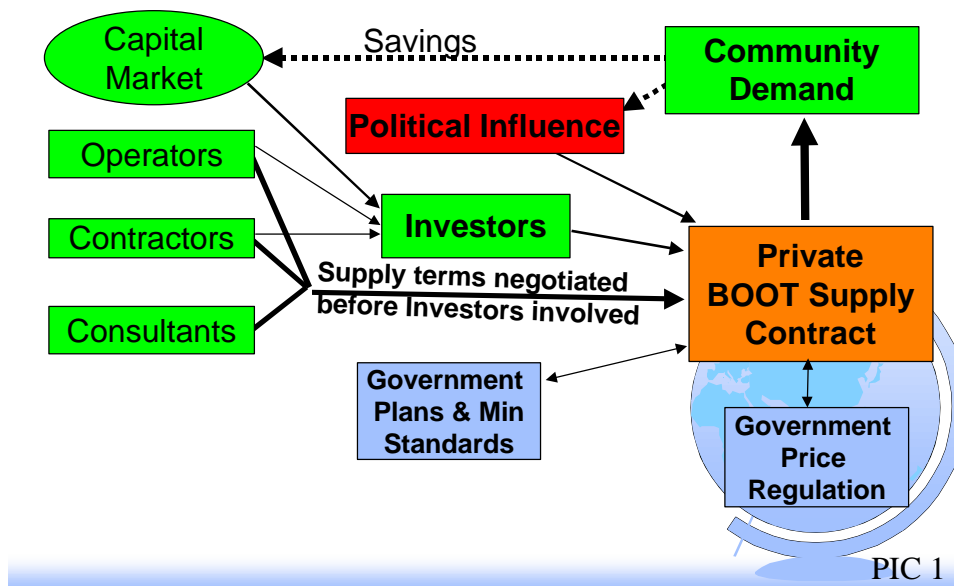 Capital
Market
Savings
Community
Demand
Political Influence
Operators
Contractors
Investors
Consultants
Supply terms negotiated
before Investors involved
Private
BOOT Supply
Contract
Government
Plans & Min
Standards
Government
Price
Regulation
PIC 1